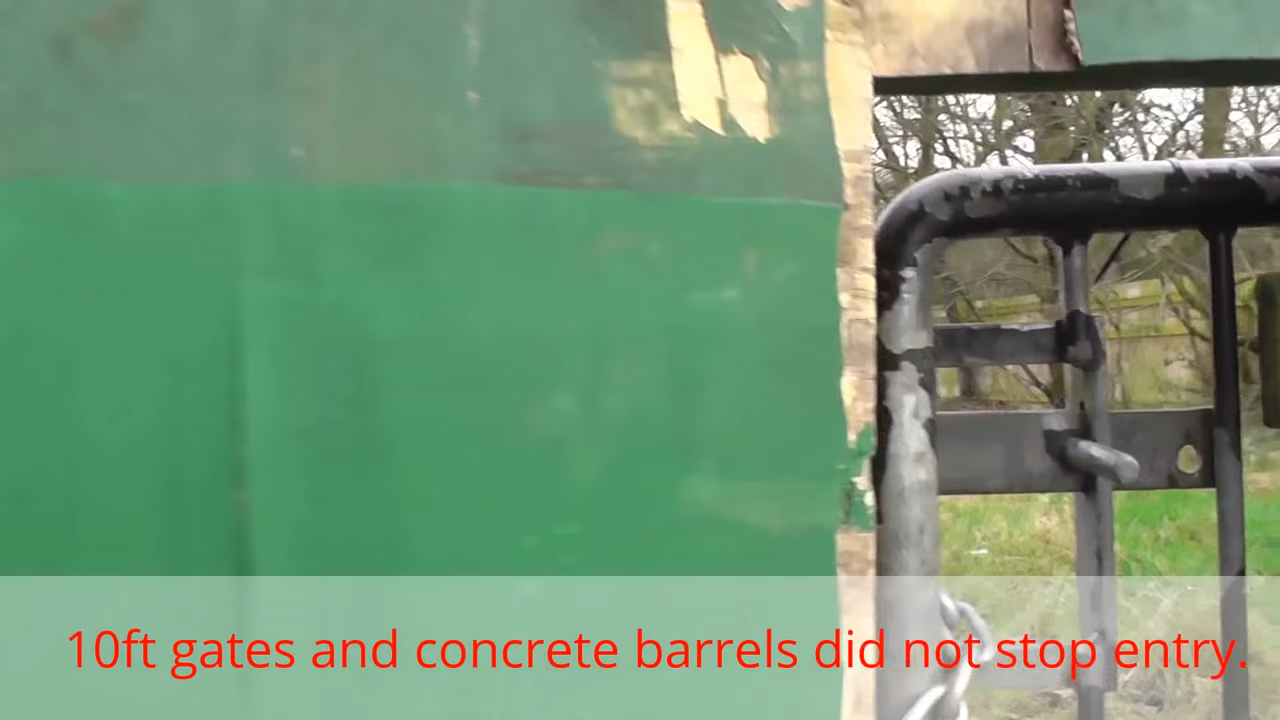 10ft gates and concrete barrels did not stop entry.